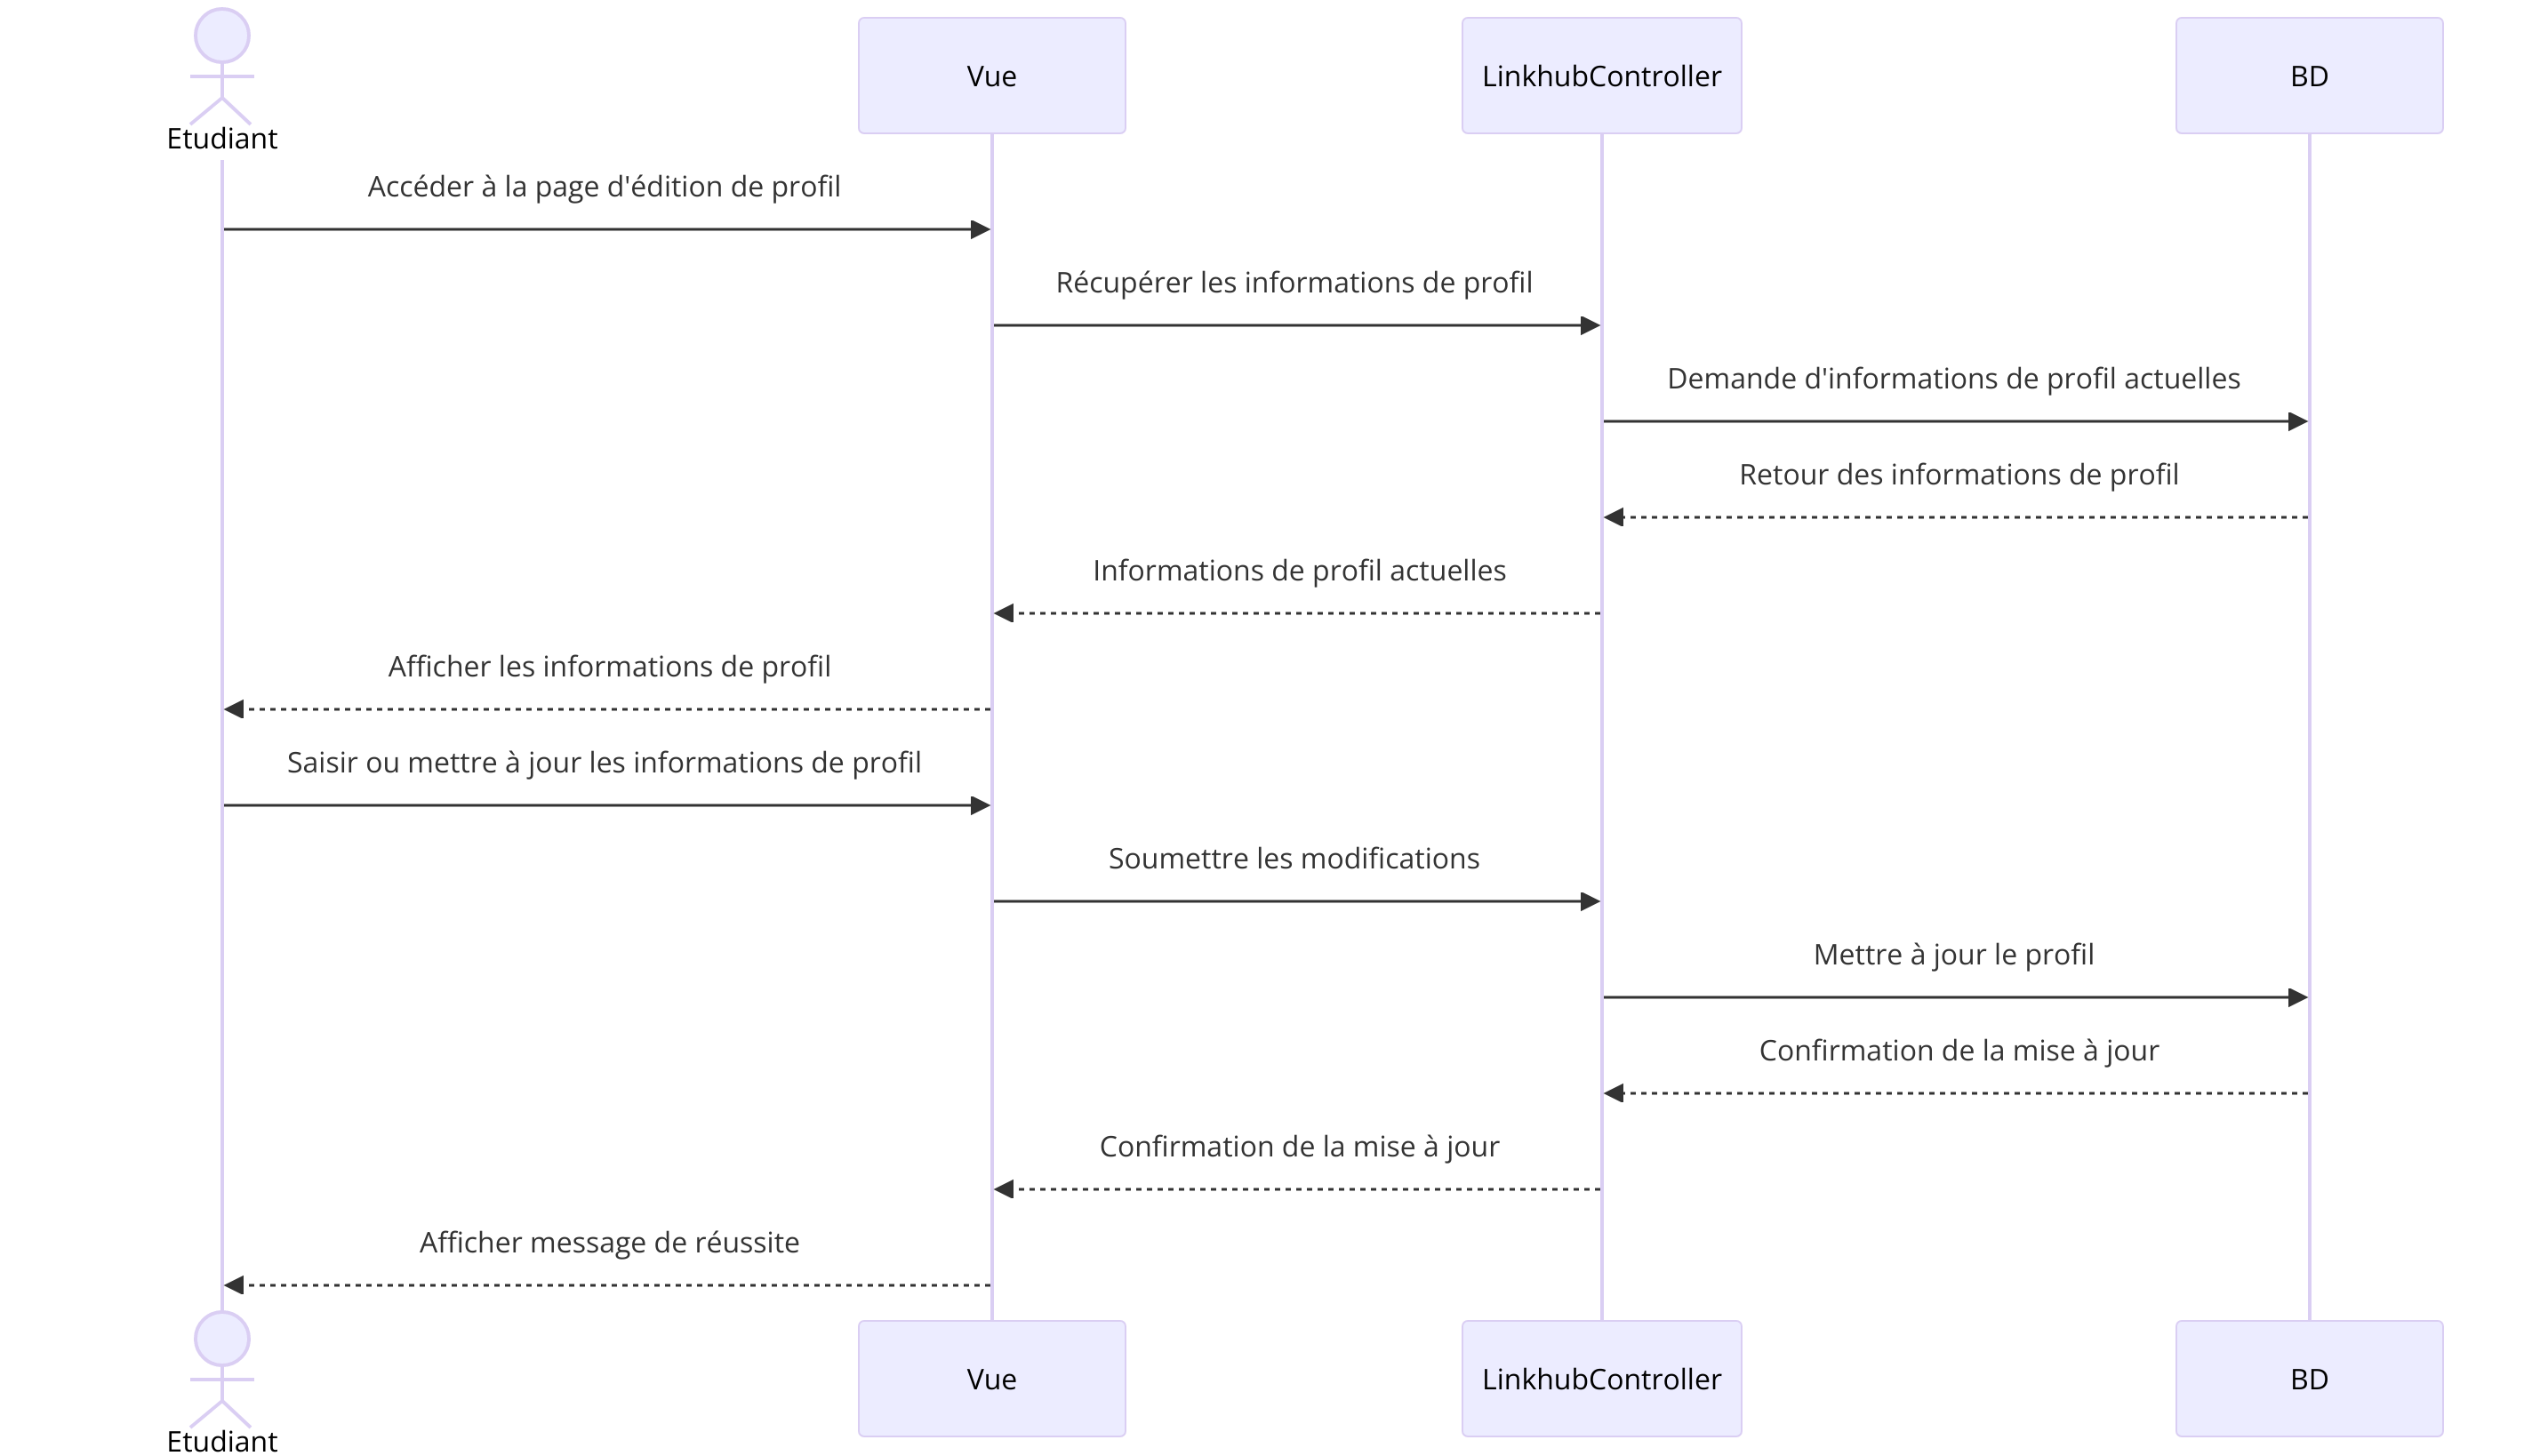 Etudiant
Vue
LinkhubController
BD
Accéder à la page d'édition de profil
Récupérer les informations de profil
Demande d'informations de profil actuelles
Retour des informations de profil
Informations de profil actuelles
Afficher les informations de profil
Saisir ou mettre à jour les informations de profil
Soumettre les modifications
Mettre à jour le profil
Confirmation de la mise à jour
Confirmation de la mise à jour
Afficher message de réussite
Etudiant
Vue
LinkhubController
BD